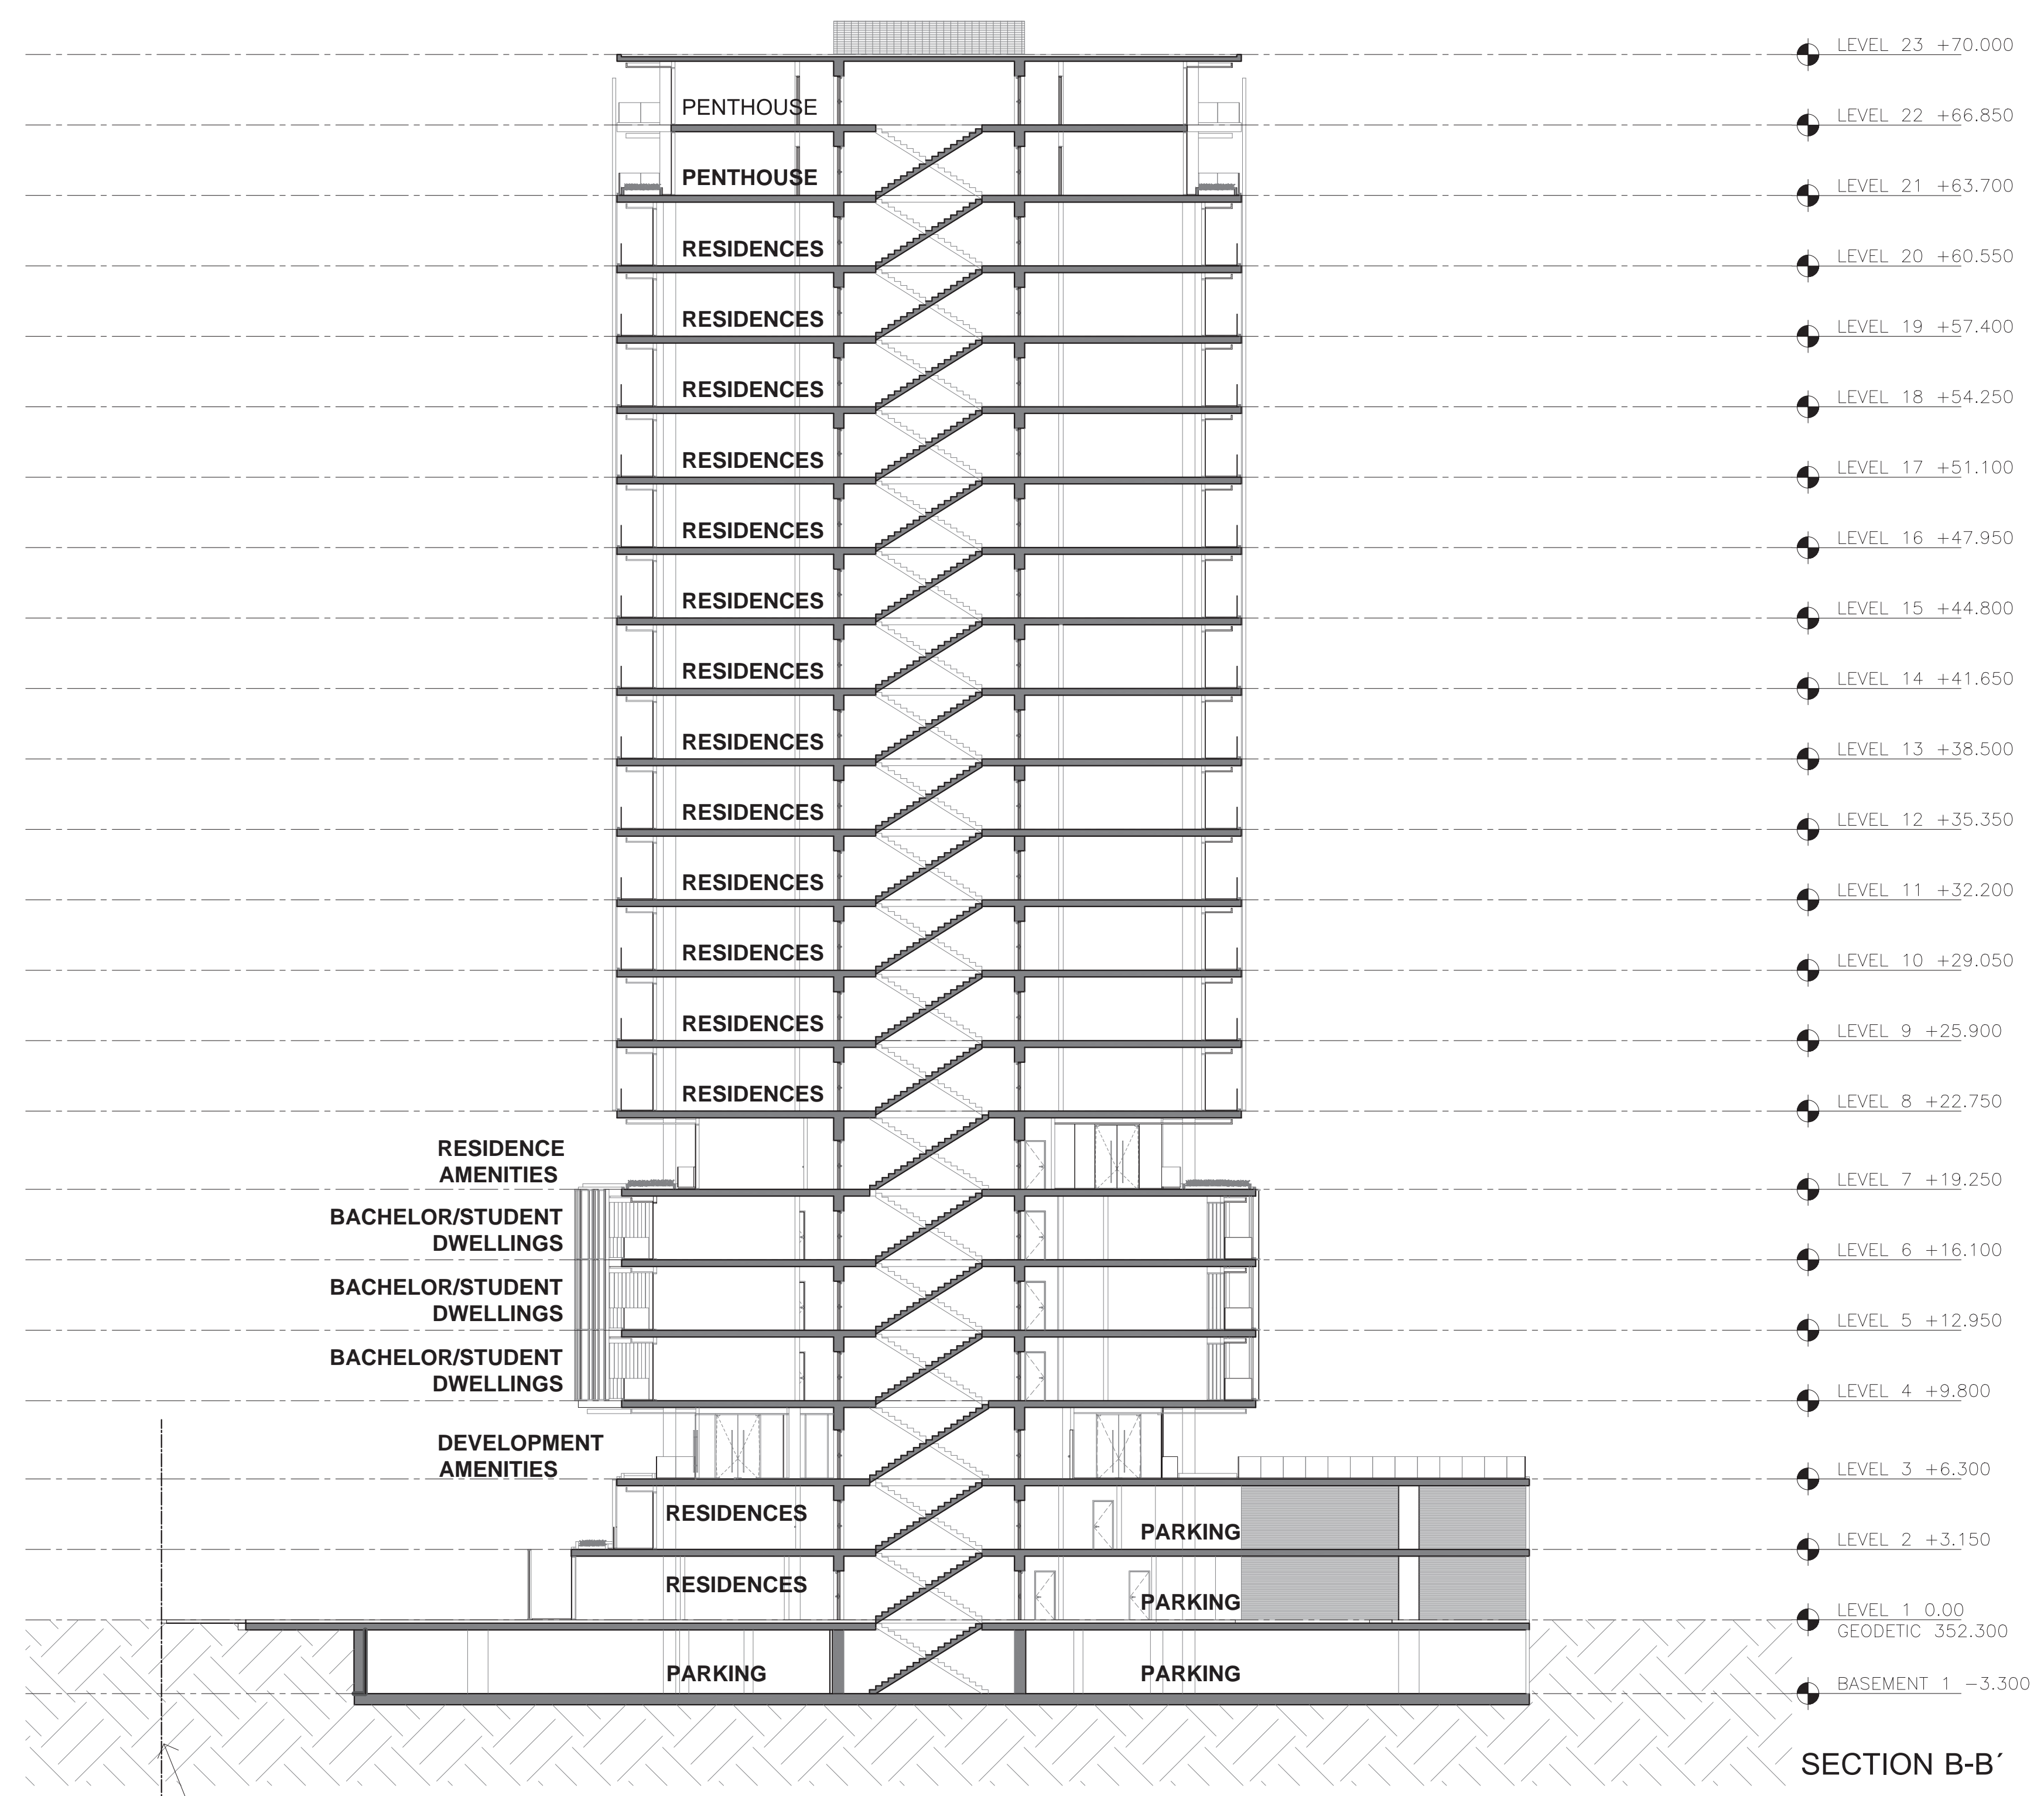 LEVEL 23 +70.000
PENTHOUSE
LEVEL 22 +66.850
PENTHOUSE
LEVEL 21 +63.700
RESIDENCES
LEVEL 20 +60.550
RESIDENCES
LEVEL 19 +57.400
RESIDENCES
LEVEL 18 +54.250
RESIDENCES
LEVEL 17 +51.100
RESIDENCES
LEVEL 16 +47.950
RESIDENCES
LEVEL 15 +44.800
RESIDENCES
LEVEL 14 +41.650
RESIDENCES
LEVEL 13 +38.500
RESIDENCES
LEVEL 12 +35.350
RESIDENCES
LEVEL 11 +32.200
RESIDENCES
LEVEL 10 +29.050
RESIDENCES
LEVEL 9 +25.900
RESIDENCES
LEVEL 8 +22.750
RESIDENCE
AMENITIES
LEVEL 7 +19.250
BACHELOR/STUDENT
DWELLINGS
LEVEL 6 +16.100
BACHELOR/STUDENT
DWELLINGS
LEVEL 5 +12.950
BACHELOR/STUDENT
DWELLINGS
LEVEL 4 +9.800
DEVELOPMENT
AMENITIES
LEVEL 3 +6.300
RESIDENCES
PARKING
LEVEL 2 +3.150
RESIDENCES
PARKING
LEVEL 1 0.00
GEODETIC 352.300
PARKING
PARKING
BASEMENT 1 −3.300
SECTION B-B´